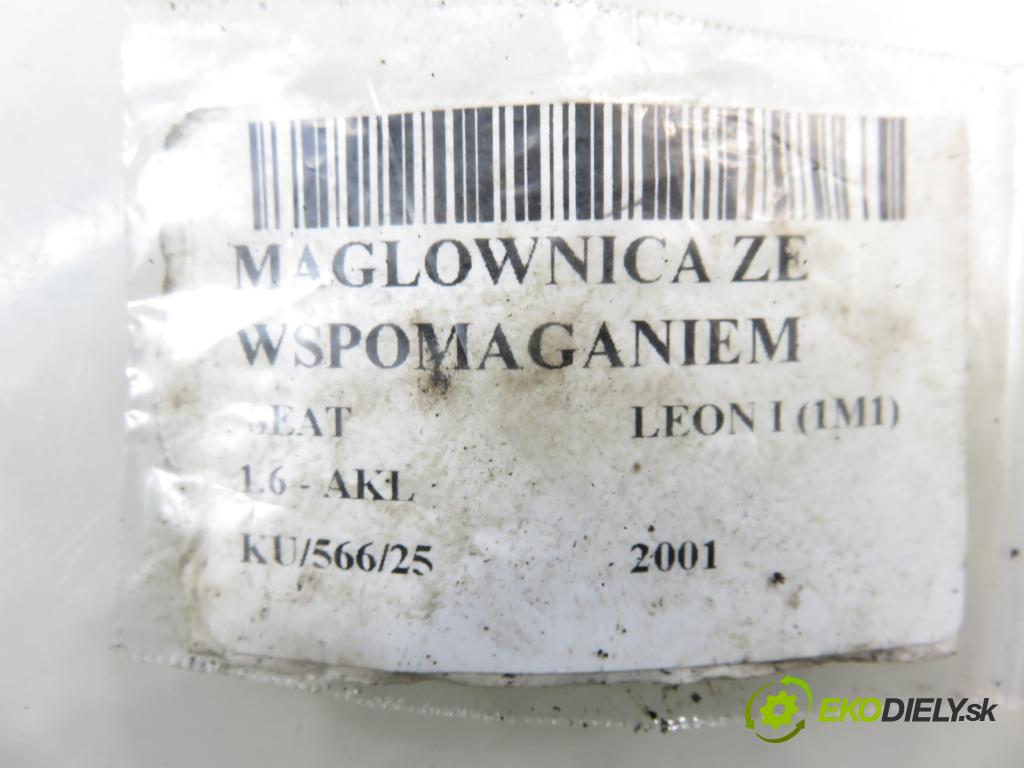 MAGLOWNICA ZE
WSPOMAGANIEM
SEAT LEON I (1M1)
1.6 - AKL
KU/566/25 2001
EKODIELY.sk